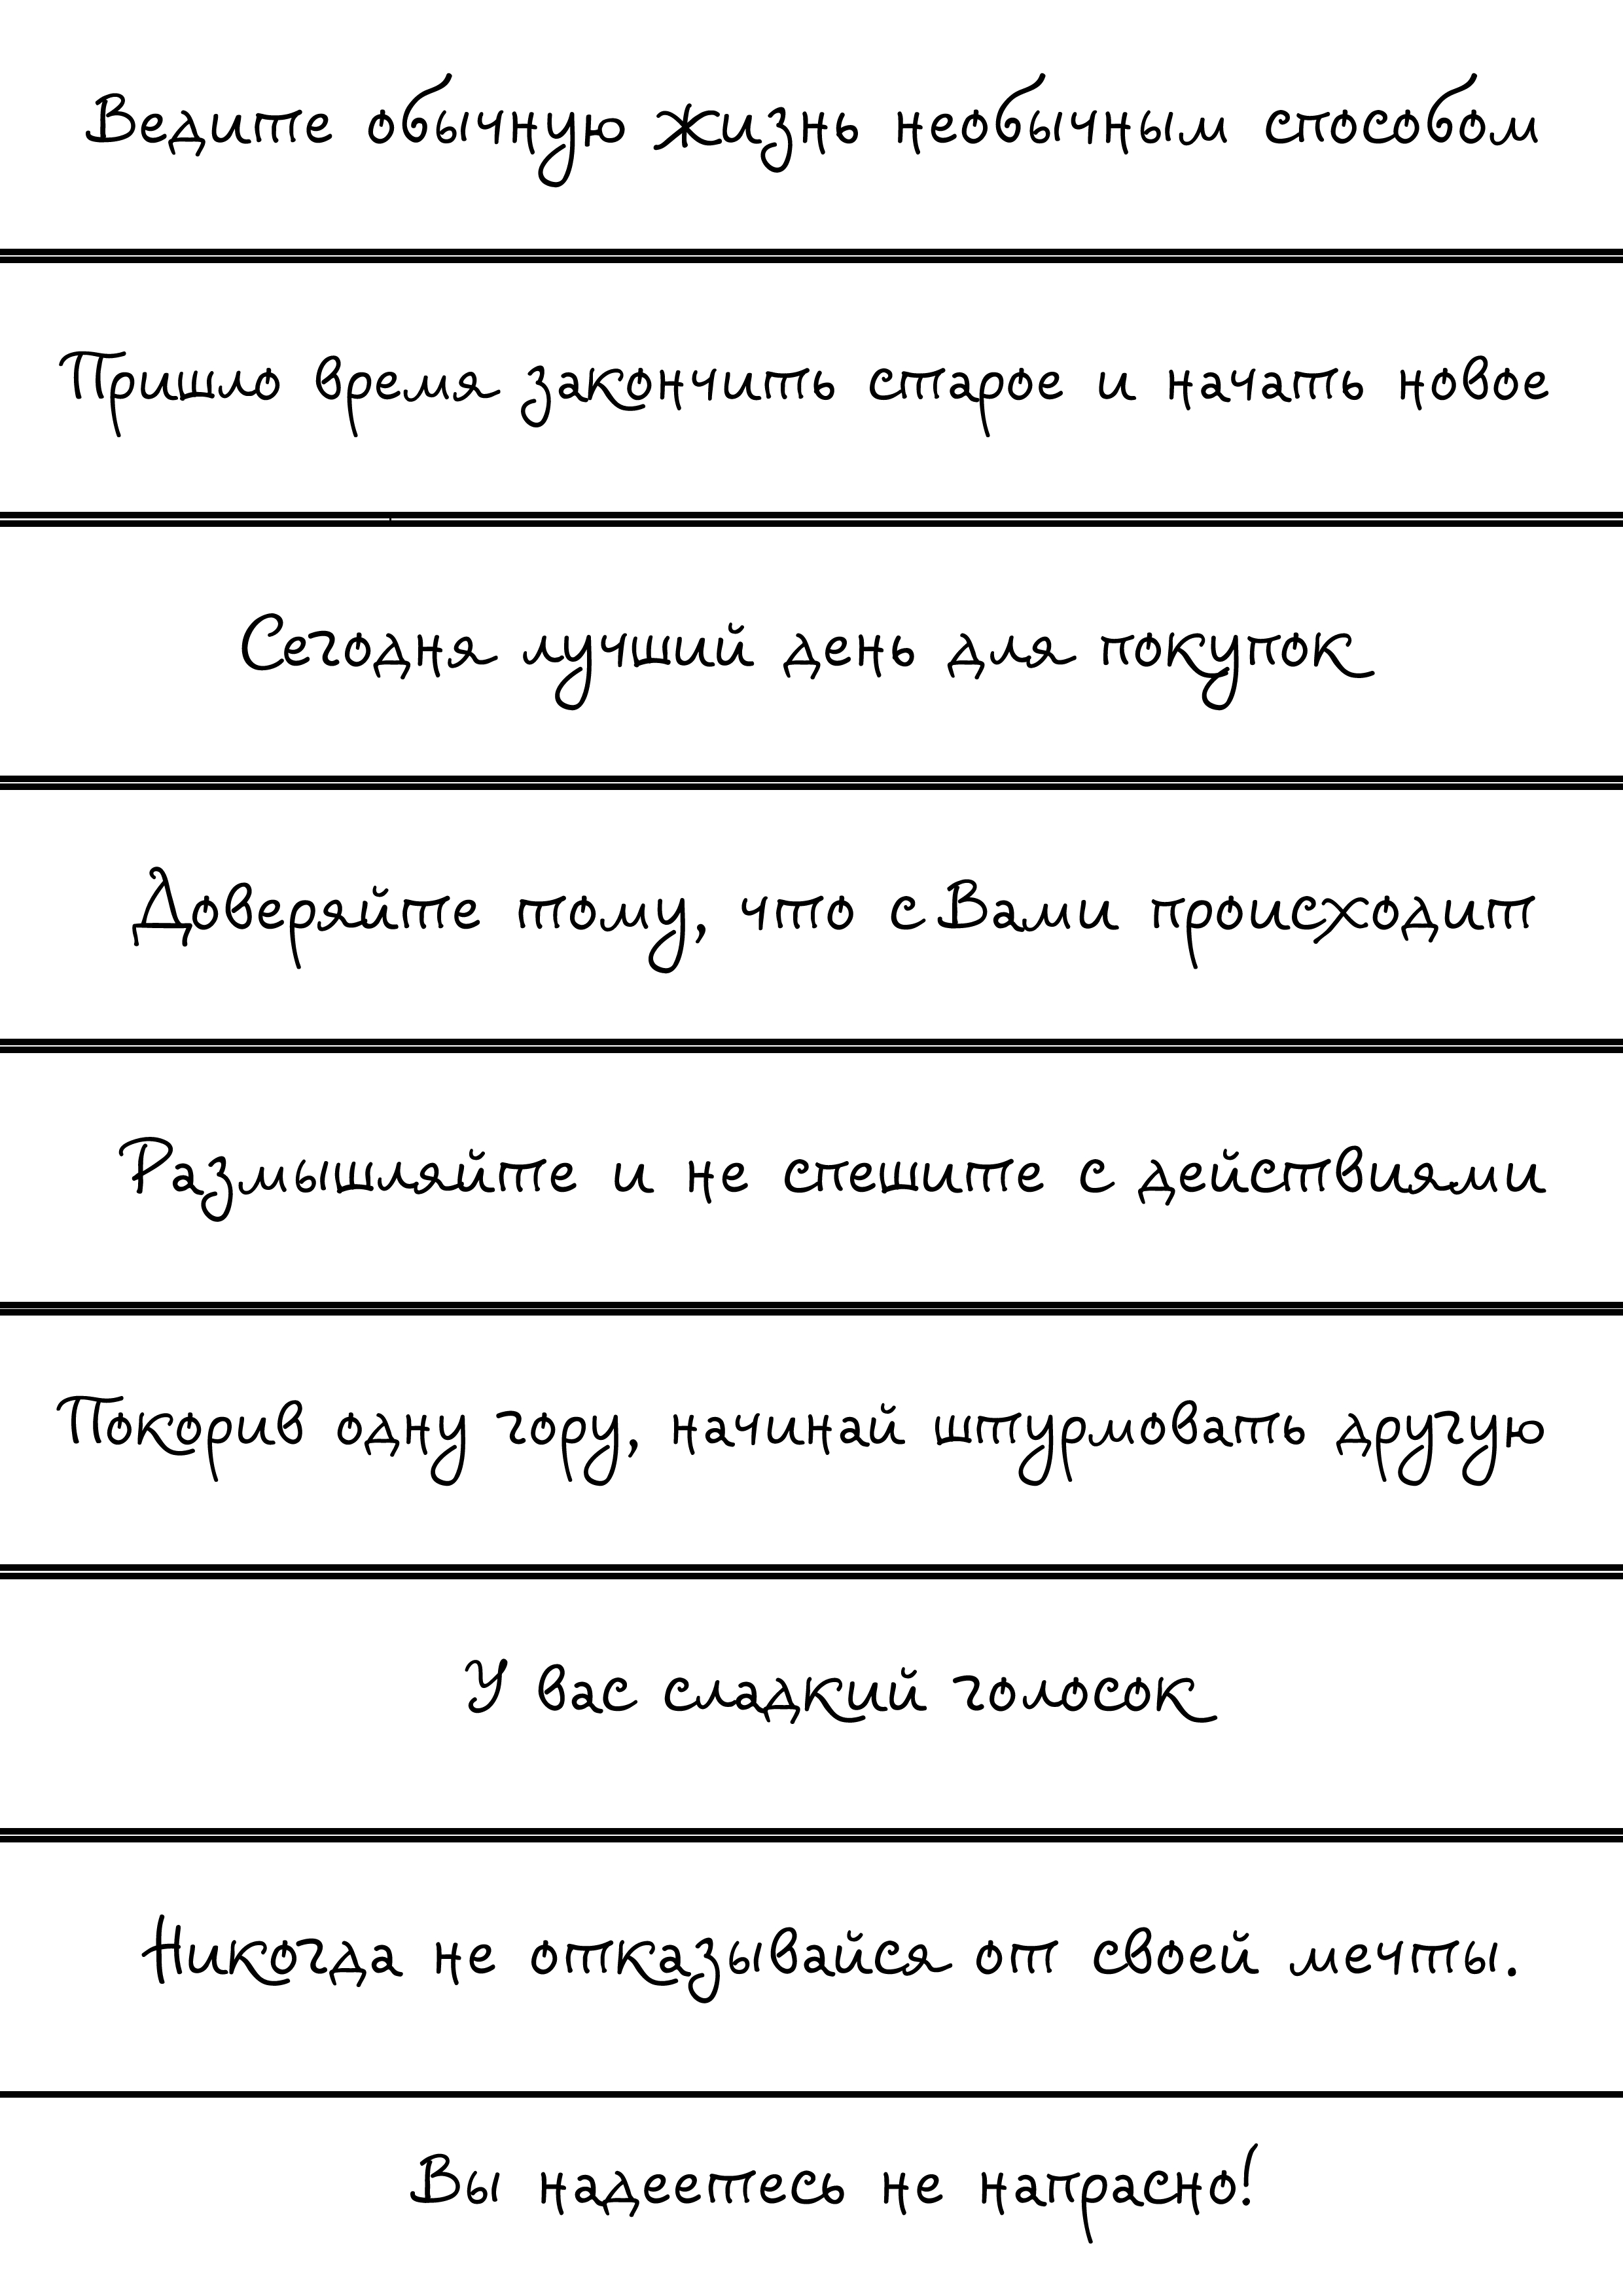 Ведите обычную жизнь необычным способом
Пришло время закончить старое и начать новое
Сегодня лучший день для покупок
Доверяйте тому, что с Вами происходит
Размышляйте и не спешите с действиями
Покорив одну гору, начинай штурмовать другую
У вас сладкий голосок
Никогда не отказывайся от своей мечты.
Вы надеетесь не напрасно!